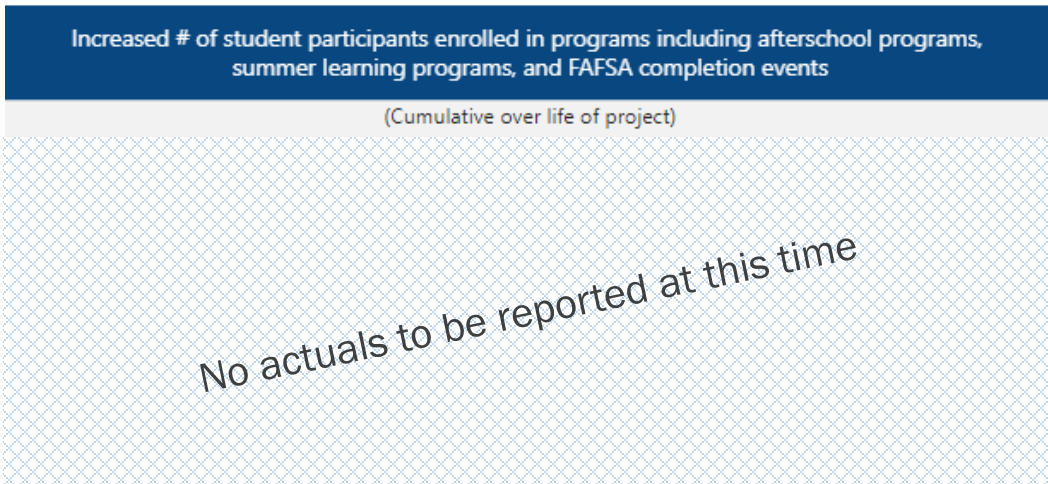 Increased # of student participants enrolled in programs including afterschool programs,
summer learning programs, and FAFSA completion events
(Cumulative over life of project)
No actuals to be reported at this time